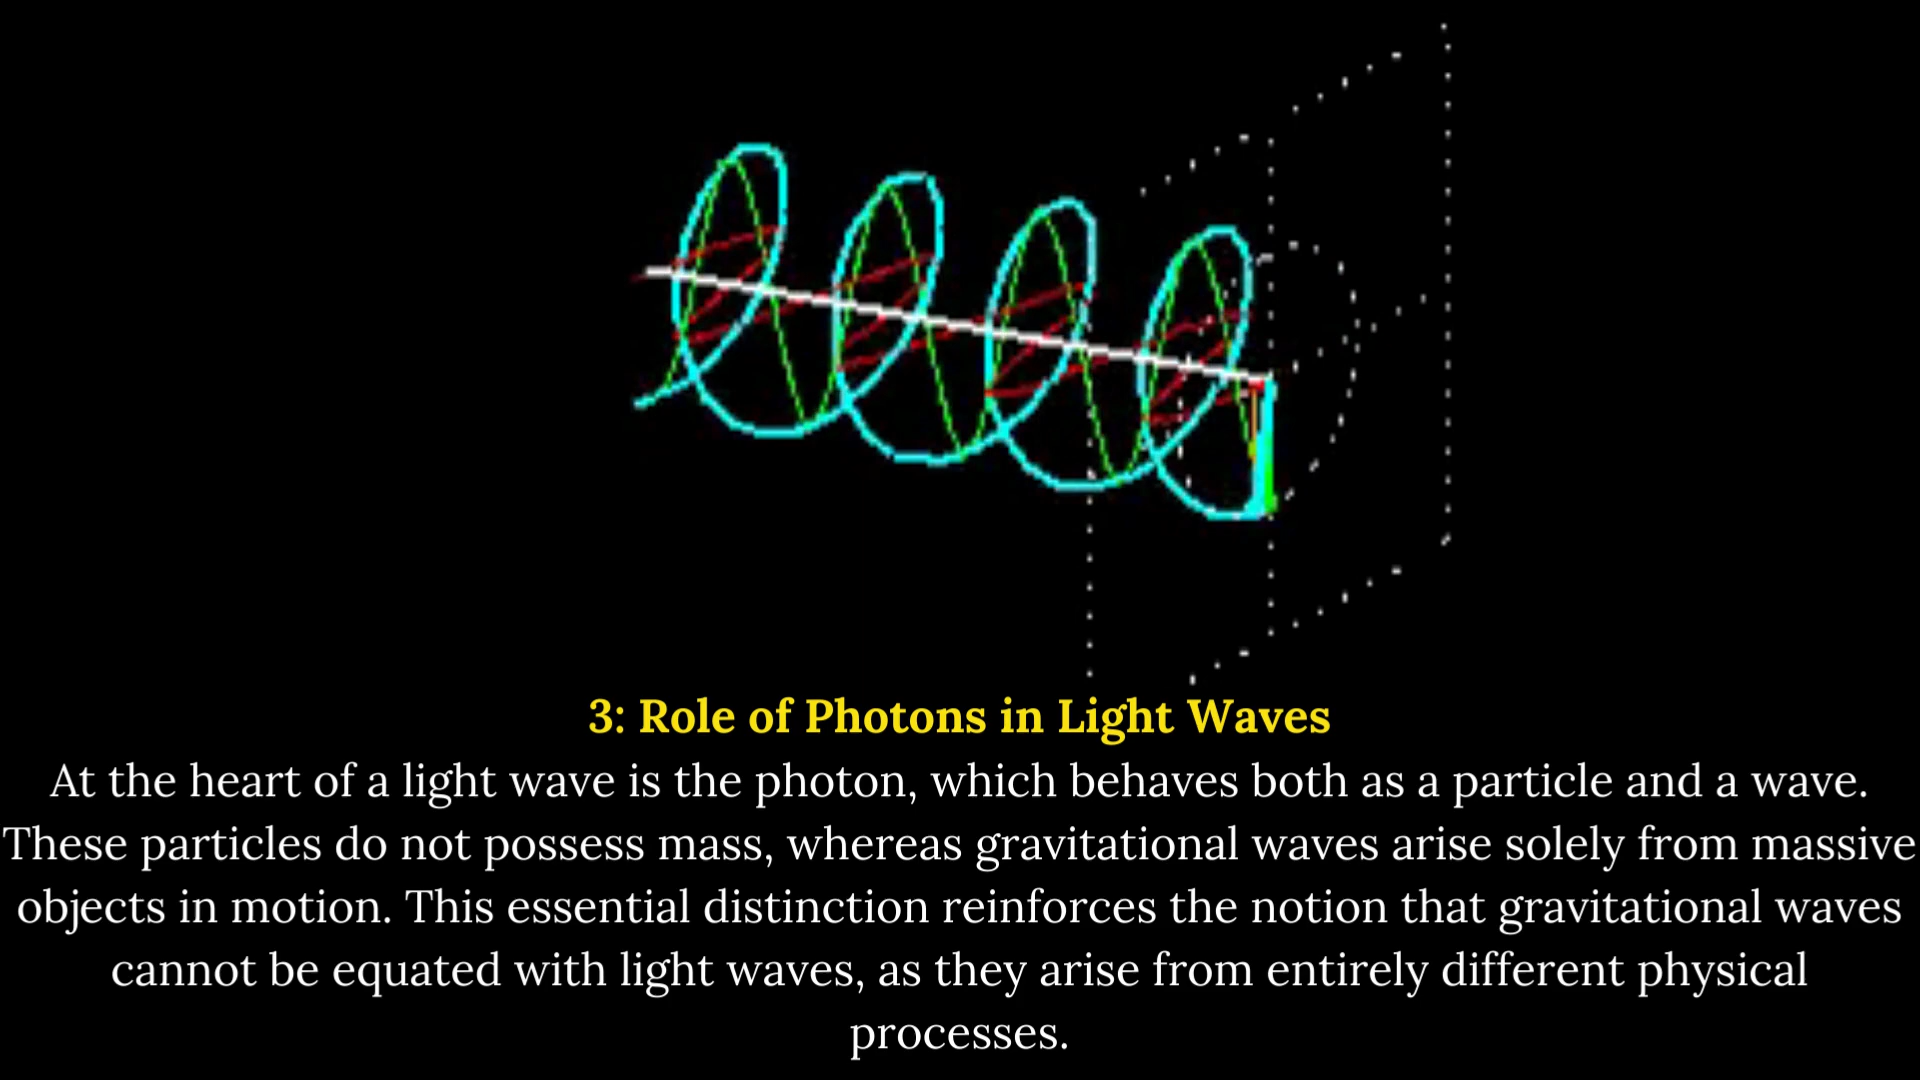 3: Role of Photons in Light Waves
At the heart of a light wave is the photon, which behaves both as a particle and a wave.
These particles do not possess mass, whereas gravitational waves arise solely from massive
objects in motion. This essential distinction reinforces the notion that gravitational waves
cannot be equated with light waves, as they arise from entirely different physical
processes.